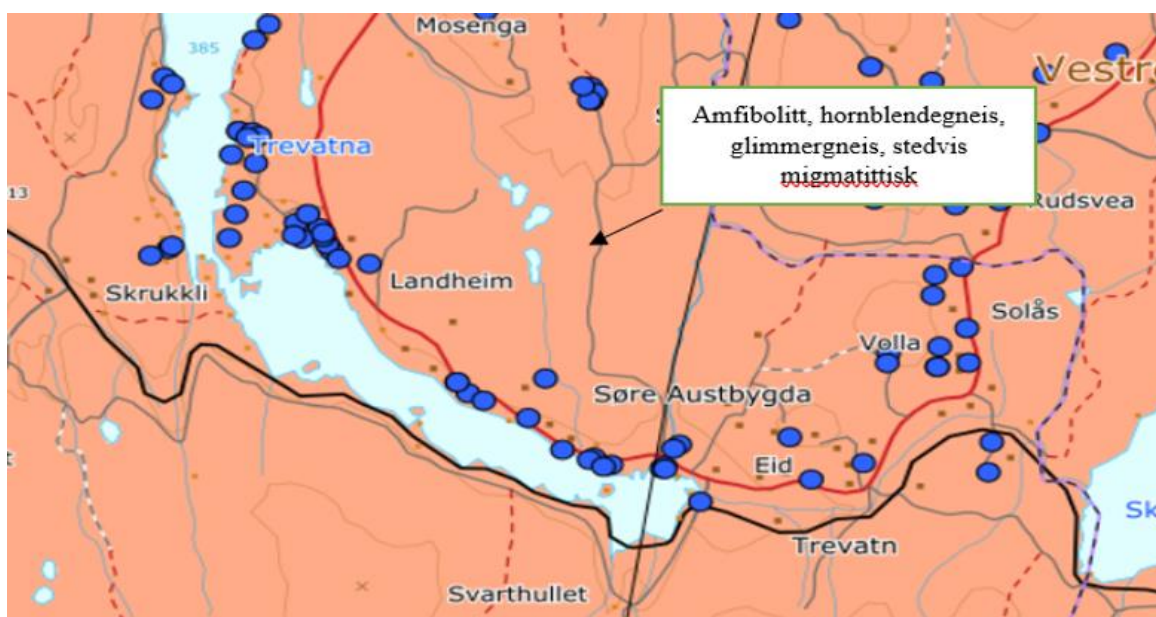 Mosenga
385
Vestr
Amfibolitt, hornblendegneis,
glimmergneis, stedvis
migmatittisk
Trevatna
13
Rudsvea
Landheim
Skrukkli
Solås
Volla
Søre Austbygda
Eid
Sk
Trevatn
Svarthullet